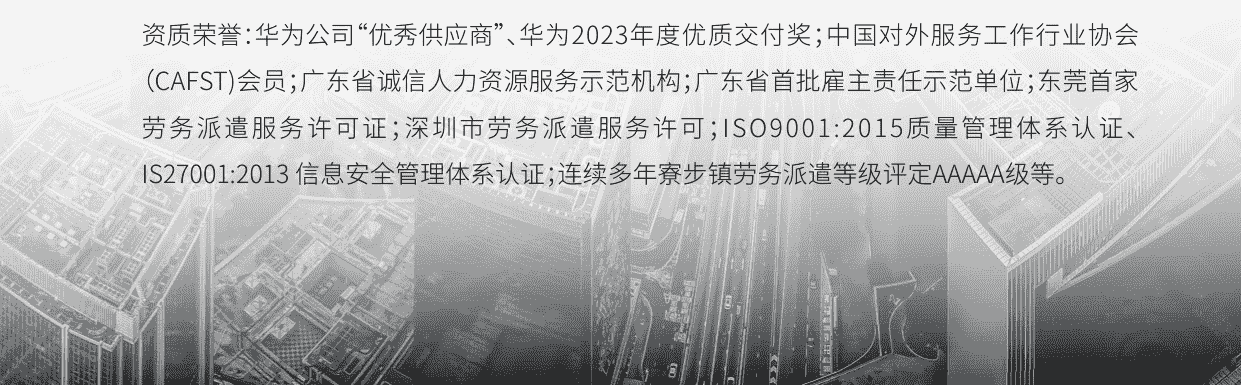 资质荣誉：华为公司“优秀供应商”、华为2023年度优质交付奖；中国对外服务工作行业协会
（CAFST)会员；广东省诚信人力资源服务示范机构；广东省首批雇主责任示范单位；东莞首家
劳务派遣服务许可证；深圳市劳务派遣服务许可；ISO9001:2015质量管理体系认证、
IS27001:2013 信息安全管理体系认证；连续多年寮步镇劳务派遣等级评定AAAAA级等。